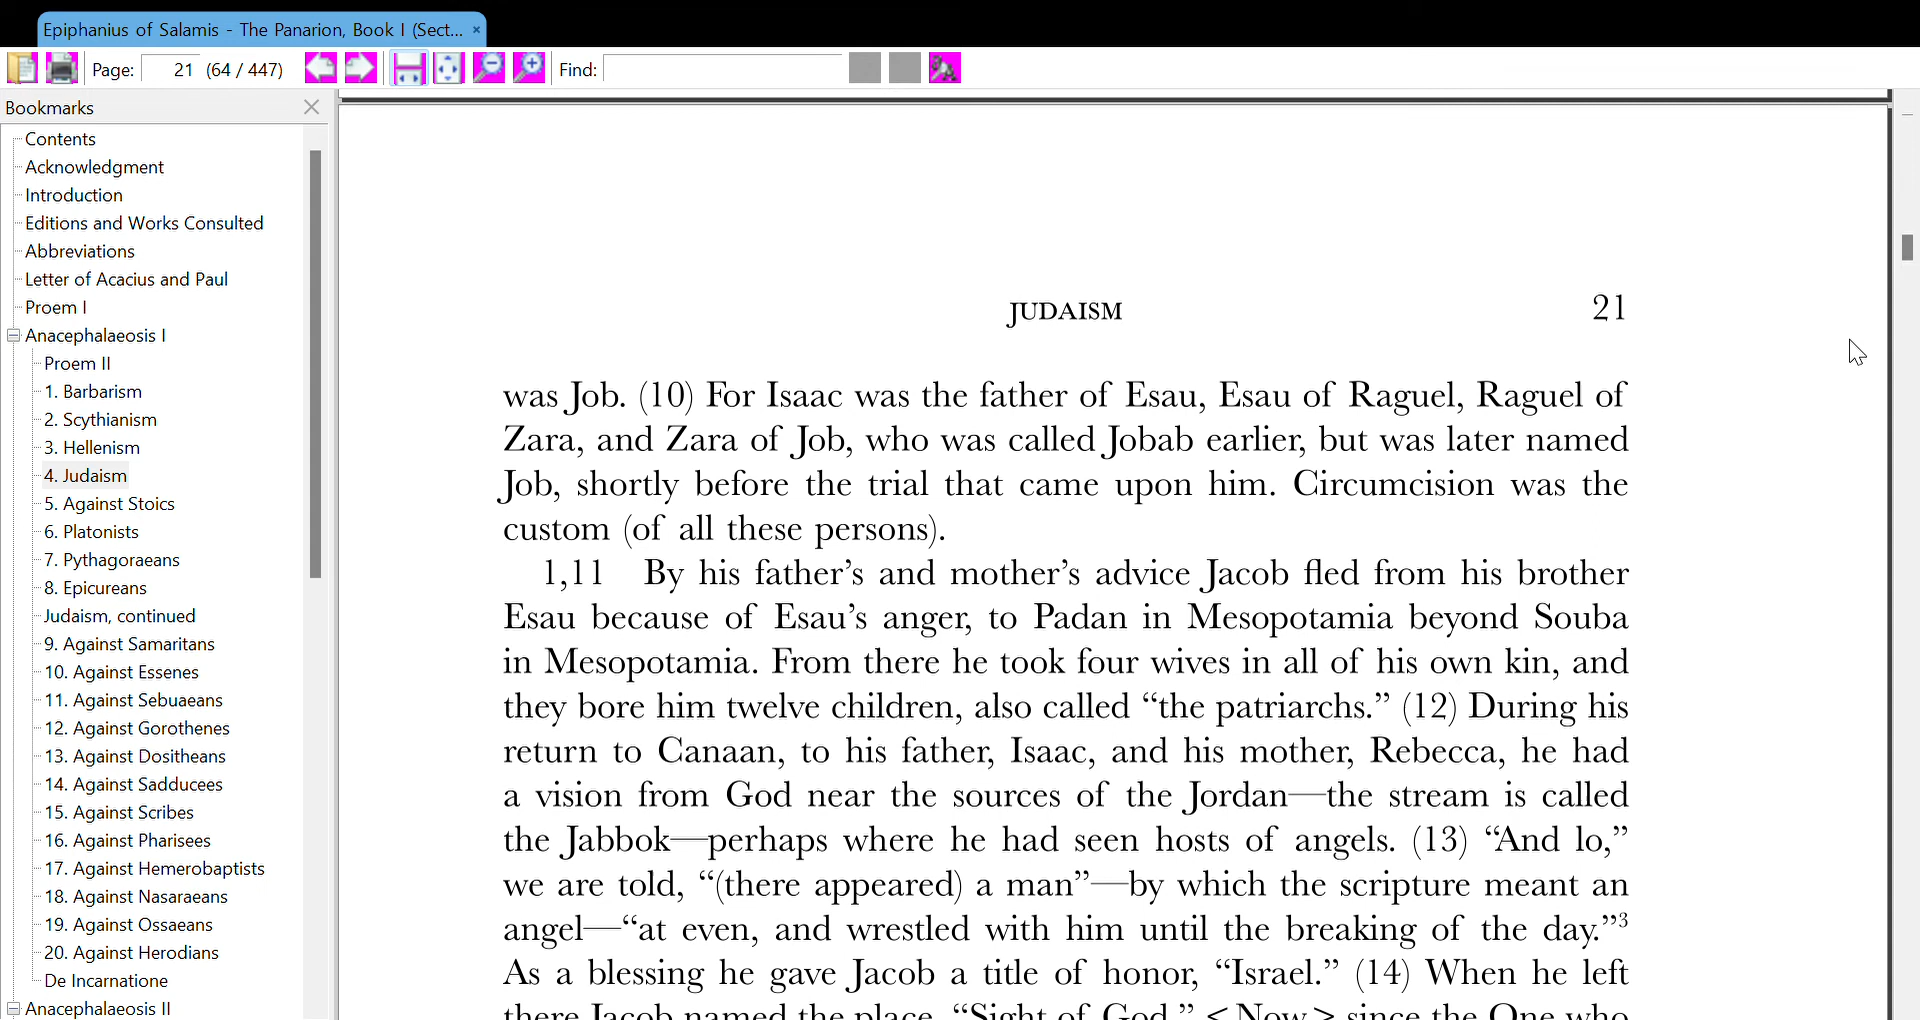 Epiphanius of Salamis - The Panarion, Book I (Sect...
Page: 21 (64 / 447) Find:
Bookmarks
Contents
Acknowledgment
Introduction
Editions and Works Consulted
Abbreviations
Letter of Acacius and Paul
Proem I
Anacephalaeosis I
Proem II
1. Barbarism
2. Scythianism
3. Hellenism
4. Judaism
5. Against Stoics
6. Platonists
7. Pythagoraeans
8. Epicureans
Judaism, continued
9. Against Samaritans
10. Against Essenes
11. Against Sebuaeans
12. Against Gorothenes
13. Against Dositheans
14. Against Sadducees
15. Against Scribes
16. Against Pharisees
17. Against Hemerobaptists
18. Against Nasaraeans
19. Against Ossaeans
20. Against Herodians
De Incarnatione
Anacephalaeosis II
JUDAISM 21
was Job. (10) For Isaac was the father of Esau, Esau of Raguel, Raguel of
Zara, and Zara of Job, who was called Jobab earlier, but was later named
Job, shortly before the trial that came upon him. Circumcision was the
custom (of all these persons).
1,11 By his father’s and mother’s advice Jacob fled from his brother
Esau because of Esau’s anger, to Padan in Mesopotamia beyond Souba
in Mesopotamia. From there he took four wives in all of his own kin, and
they bore him twelve children, also called “the patriarchs.” (12) During his
return to Canaan, to his father, Isaac, and his mother, Rebecca, he had
a vision from God near the sources of the Jordan—the stream is called
the Jabbok—perhaps where he had seen hosts of angels. (13) “And lo,”
we are told, “(there appeared) a man”—by which the scripture meant an
angel—“at even, and wrestled with him until the breaking of the day.”3
As a blessing he gave Jacob a title of honor, “Israel.” (14) When he left
there Jacob named the place, “Sight of God.” < Now > since the One who